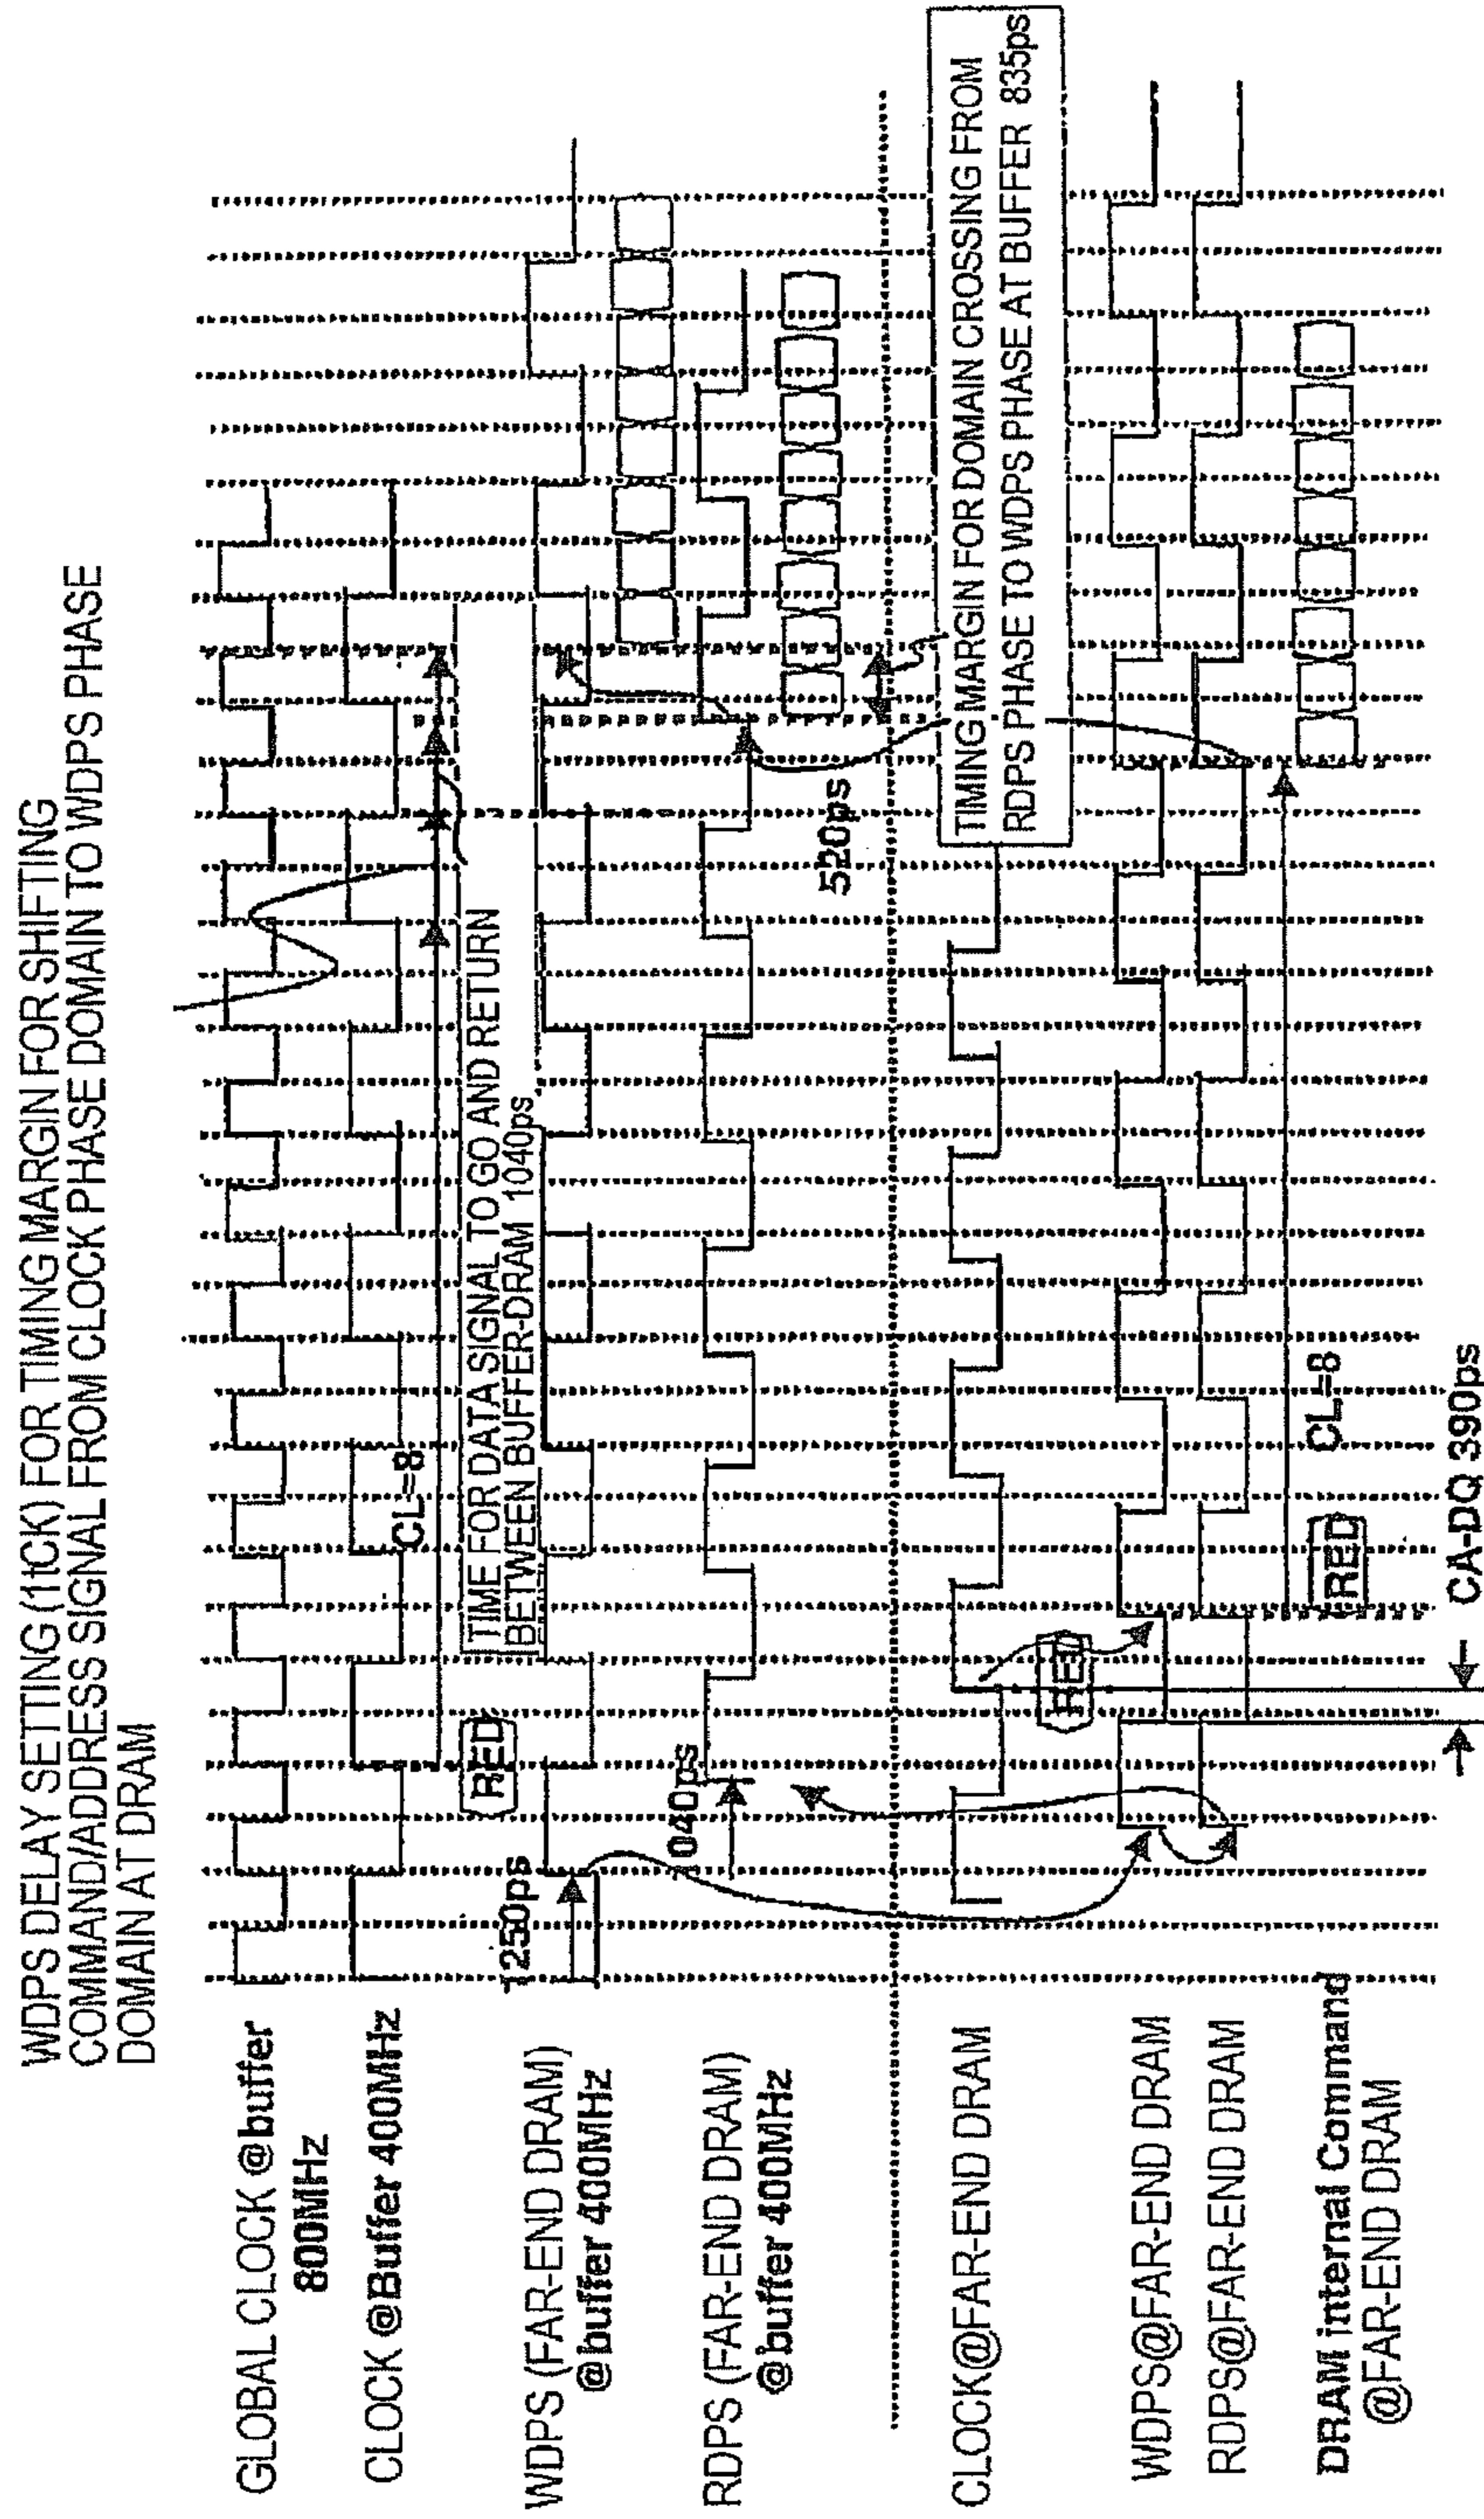 WDPS DELAY SETTING (1tCK) FOR TIMING MARGIN FOR SHIFTING
COMMAND/ADDRESS SIGNAL FROM CLOCK PHASE DOMAIN TO WDPS PHASE
DOMAIN AT DRAM
GLOBAL CLOCK @buffer
800MHz
CLOCK @Buffer 400MHz
CL=8
RED
TIME FOR DATA SIGNAL TO GO AND RETURN
BETWEEN BUFFER-DRAM 1040ps
WDPS (FAR-END DRAM)
@buffer 400MHz
1250ps
RDPS (FAR-END DRAM)
@buffer 400MHz
040ps
520ps
TIMING MARGIN FOR DOMAIN CROSSING FROM
RDPS PHASE TO WDPS PHASE AT BUFFER 835ps
CLOCK@FAR-END DRAM
RED
WDPS@FAR-END DRAM
RDPS@FAR-END DRAM
CL=8
RED
DRAM internal Command
@FAR-END DRAM
CA-DQ 390ps